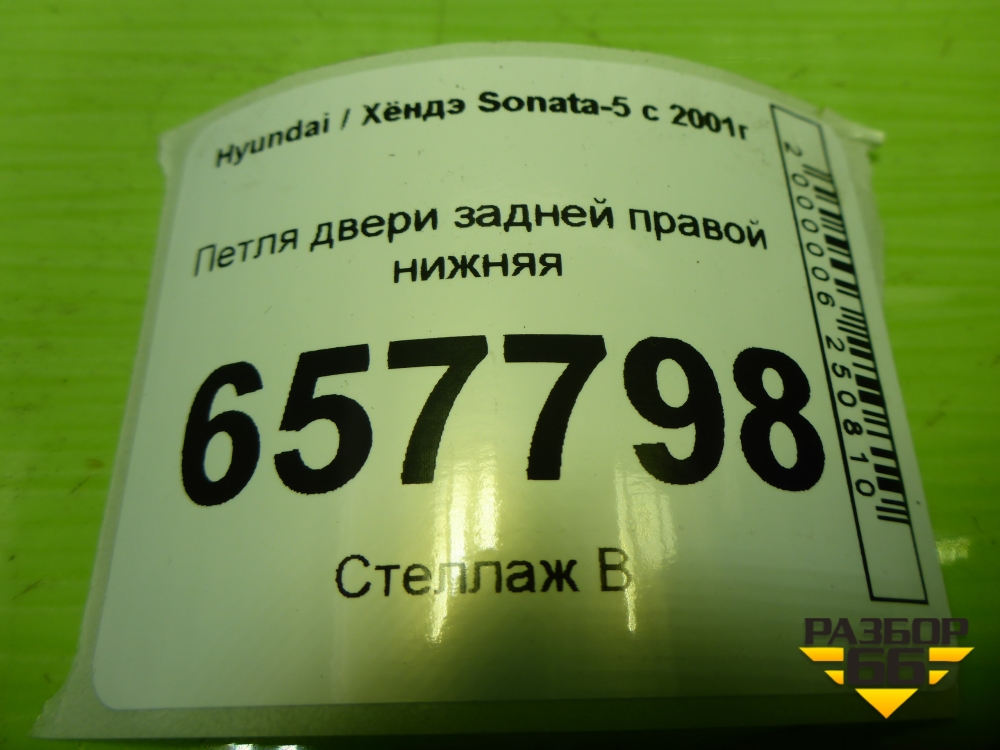 Hyundai / Хёндэ Sonata-5 с 2001г
Петля двери задней правой
нижняя
657798
Стеллаж В
2000006250810
РАЗБОР
66